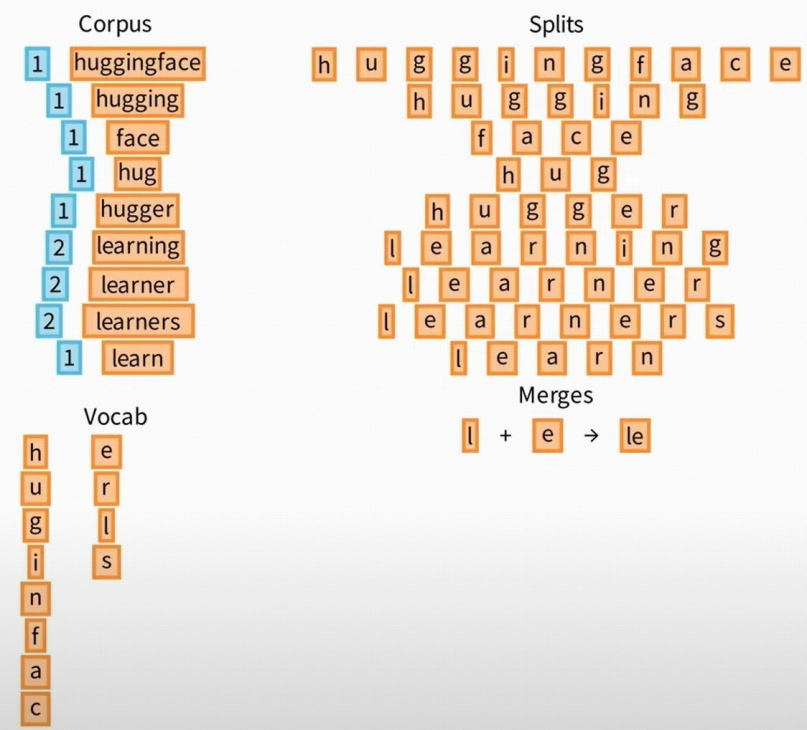 Corpus
1 huggingface
1 hugging
1 face
1 hug
1 hugger
2 learning
2 learner
2 learners
1 learn
Splits
h u g g i n g f a c e
h u g g i n g
f a c e
h u g
h u g g e r
l e a r n i n g
l e a r n e r
l e a r n e r s
l e a r n
Merges
l + e → le
Vocab
h e
u r
g l
i s
n
f
a
c